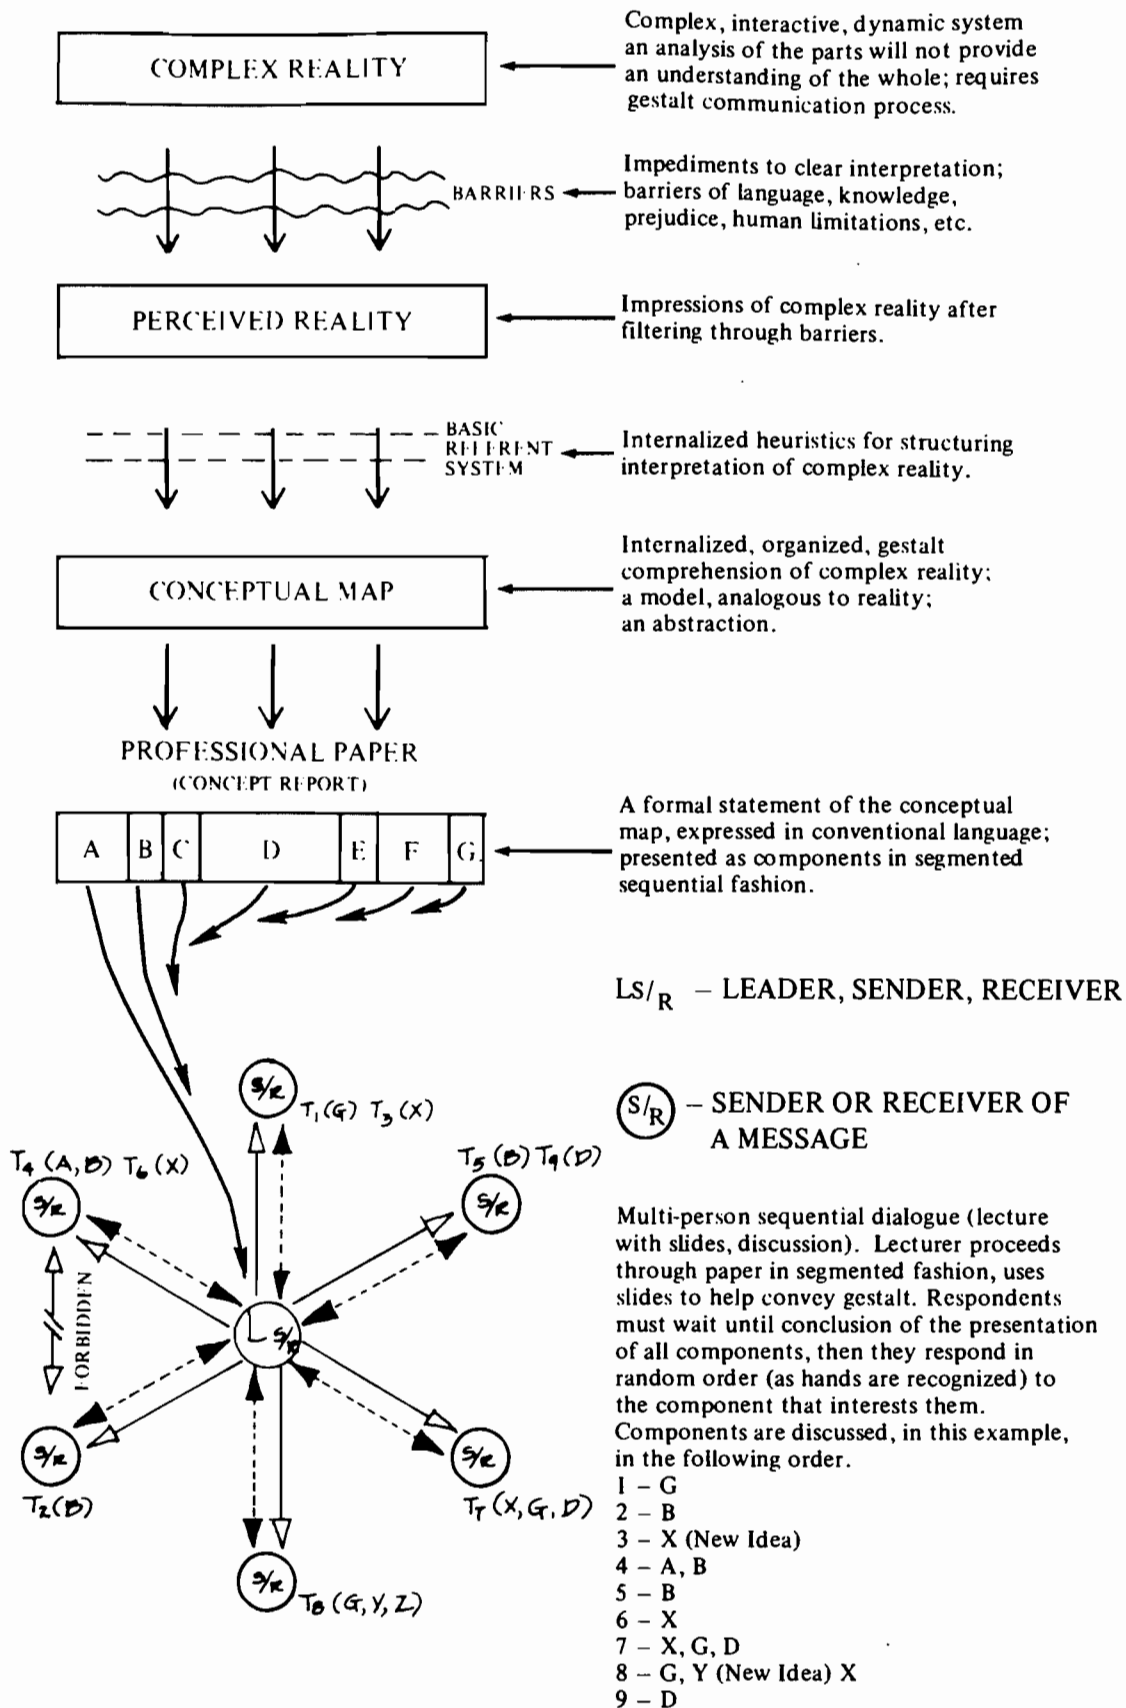 COMPLEX REALITY
Complex, interactive, dynamic system
an analysis of the parts will not provide
an understanding of the whole; requires
gestalt communication process.
BARRIERS
Impediments to clear interpretation;
barriers of language, knowledge,
prejudice, human limitations, etc.
PERCEIVED REALITY
Impressions of complex reality after
filtering through barriers.
BASIC
REFERENT
SYSTEM
Internalized heuristics for structuring
interpretation of complex reality.
CONCEPTUAL MAP
Internalized, organized, gestalt
comprehension of complex reality;
a model, analogous to reality;
an abstraction.
PROFESSIONAL PAPER
(CONCEPT REPORT)
A B C D E F G
A formal statement of the conceptual
map, expressed in conventional language;
presented as components in segmented
sequential fashion.
LS/R – LEADER, SENDER, RECEIVER
S/R – SENDER OR RECEIVER OF
A MESSAGE
S/R
T1(G) T3(X)
T4(A,B) T6(X)
S/R
T5(B) T9(D)
S/R
FORBIDDEN
L S/R
S/R
T2(B)
S/R
T7(X,G,D)
S/R
T8(G,Y,Z)
Multi-person sequential dialogue (lecture
with slides, discussion). Lecturer proceeds
through paper in segmented fashion, uses
slides to help convey gestalt. Respondents
must wait until conclusion of the presentation
of all components, then they respond in
random order (as hands are recognized) to
the component that interests them.
Components are discussed, in this example,
in the following order.
1 – G
2 – B
3 – X (New Idea)
4 – A, B
5 – B
6 – X
7 – X, G, D
8 – G, Y (New Idea) X
9 – D